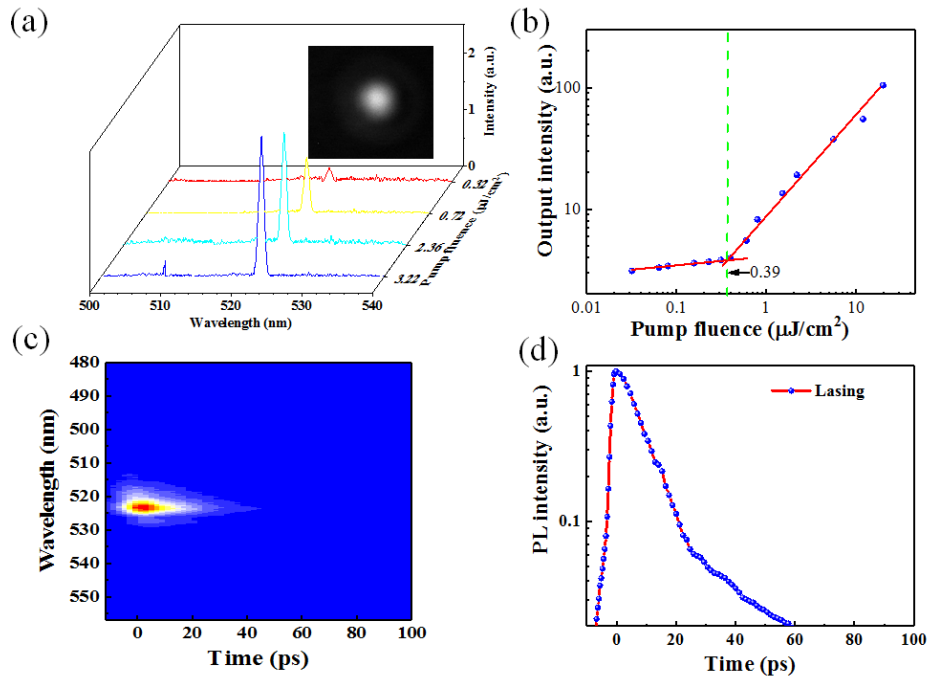 (a)
2
1
0
Intensity (a.u.)
0.32
0.72
2.36
3.22
Pump fluence (μJ/cm²)
500
510
520
530
540
Wavelength (nm)
(b)
100
10
Output intensity (a.u.)
0.39
0.01
0.1
1
10
Pump fluence (μJ/cm²)
(c)
480
490
500
510
520
530
540
550
Wavelength (nm)
0
20
40
60
80
100
Time (ps)
(d)
1
0.1
PL intensity (a.u.)
Lasing
0
20
40
60
80
100
Time (ps)